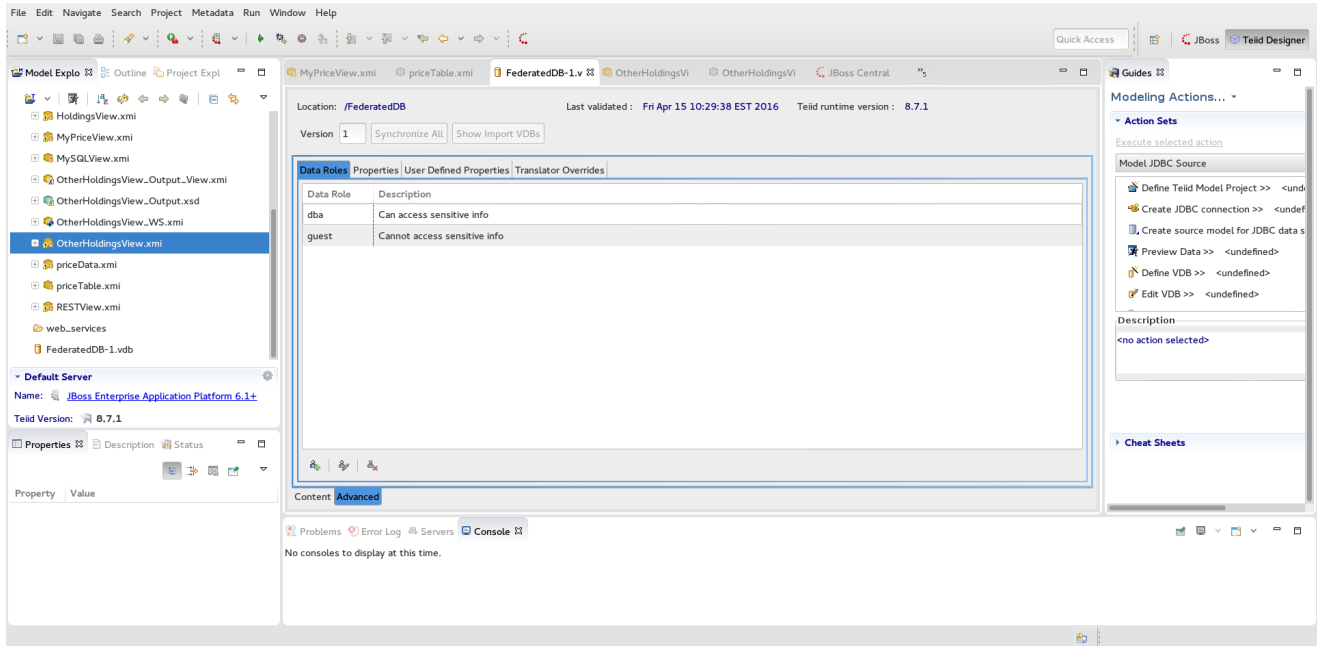 File Edit Navigate Search Project Metadata Run Window Help
Quick Access
JBoss
Teiid Designer
Model Explo
Outline
Project Expl
HoldingsView.xmi
MyPriceView.xmi
MySQLView.xmi
OtherHoldingsView_Output_View.xmi
OtherHoldingsView_Output.xsd
OtherHoldingsView_WS.xmi
OtherHoldingsView.xmi
priceData.xmi
priceTable.xmi
RESTView.xmi
web_services
FederatedDB-1.vdb
Default Server
Name: JBoss Enterprise Application Platform 6.1+
Teiid Version: 8.7.1
Properties Description Status
Property Value
MyPriceView.xmi priceTable.xmi FederatedDB-1.v OtherHoldingsVi OtherHoldingsVi JBoss Central "5
Location: /FederatedDB Last validated : Fri Apr 15 10:29:38 EST 2016 Teiid runtime version : 8.7.1
Version 1 Synchronize All Show Import VDBs
Data Roles Properties User Defined Properties Translator Overrides
Data Role Description
dba Can access sensitive info
guest Cannot access sensitive info
Content Advanced
Problems Error Log Servers Console
No consoles to display at this time.
Guides
Modeling Actions...
Action Sets
Execute selected action
Model JDBC Source
Define Teiid Model Project >> <unde
Create JDBC connection >> <undef
Create source model for JDBC data s
Preview Data >> <undefined>
Define VDB >> <undefined>
Edit VDB >> <undefined>
Description
<no action selected>
Cheat Sheets